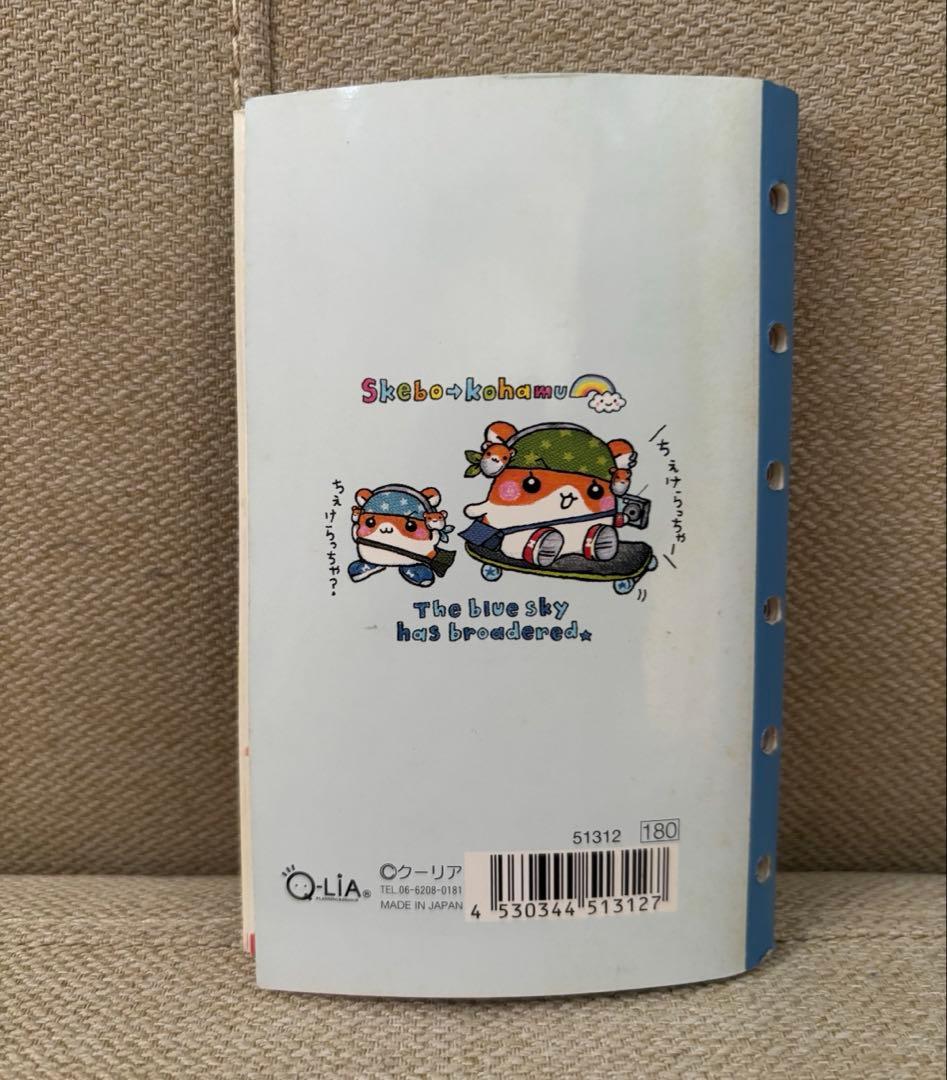 Skebo→kohamu
ちぇけらっちゃー
ちぇけらっちゃ?
The blue sky
has broadered.★
51312 180
Q-LiA®
©クーリア
TEL.06-6208-0181
MADE IN JAPAN
4 530344 513127